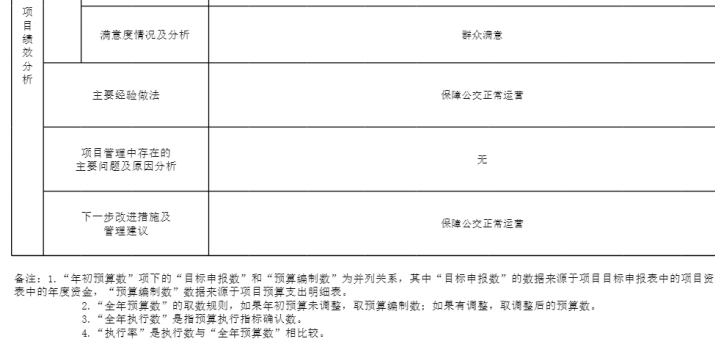 项目绩效分析
满意度情况及分析
群众满意
主要经验做法
保障公交正常运营
项目管理中存在的
主要问题及原因分析
无
下一步改进措施及
管理建议
保障公交正常运营
备注：1.“年初预算数”项下的“目标申报数”和“预算编制数”为并列关系，其中“目标申报数”的数据来源于项目目标申报表中的项目资
表中的年度资金，“预算编制数”数据来源于项目预算支出明细表。
2.“全年预算数”的取数规则，如果年初预算未调整，取预算编制数；如果有调整，取调整后的预算数。
3.“全年执行数”是指预算执行指标确认数。
4.“执行率”是执行数与“全年预算数”相比较。